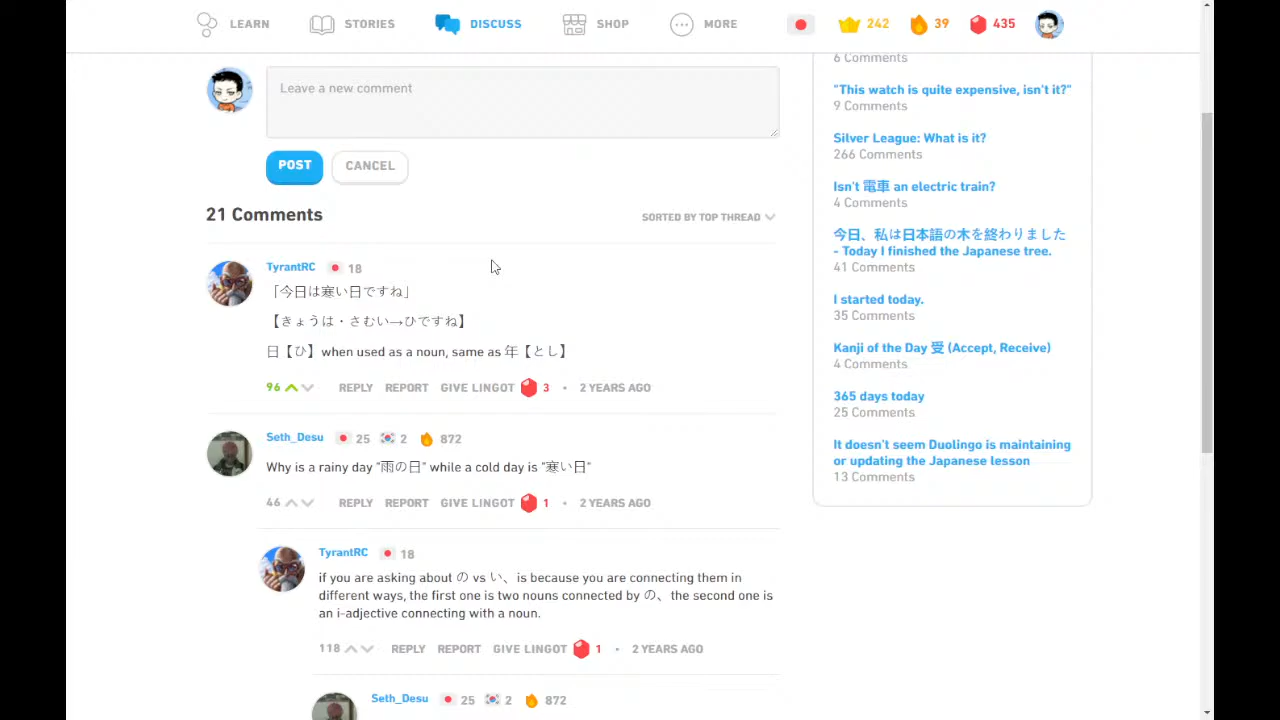 LEARN
STORIES
DISCUSS
SHOP
MORE
242
39
435
Leave a new comment
POST
CANCEL
21 Comments
SORTED BY TOP THREAD
TyrantRC 18
「今日は寒い日ですね」
【きょうは・さむい→ひですね】
日【ひ】when used as a noun, same as 年【とし】
96 REPLY REPORT GIVE LINGOT 3 • 2 YEARS AGO
Seth_Desu 25 2 872
Why is a rainy day "雨の日" while a cold day is "寒い日"
46 REPLY REPORT GIVE LINGOT 1 • 2 YEARS AGO
TyrantRC 18
if you are asking about の vs い、is because you are connecting them in
different ways, the first one is two nouns connected by の、the second one is
an i-adjective connecting with a noun.
118 REPLY REPORT GIVE LINGOT 1 • 2 YEARS AGO
Seth_Desu 25 2 872
6 Comments
"This watch is quite expensive, isn't it?"
9 Comments
Silver League: What is it?
266 Comments
Isn't 電車 an electric train?
4 Comments
今日、私は日本語の木を終わりました
- Today I finished the Japanese tree.
41 Comments
I started today.
35 Comments
Kanji of the Day 受 (Accept, Receive)
4 Comments
365 days today
25 Comments
It doesn't seem Duolingo is maintaining
or updating the Japanese lesson
13 Comments